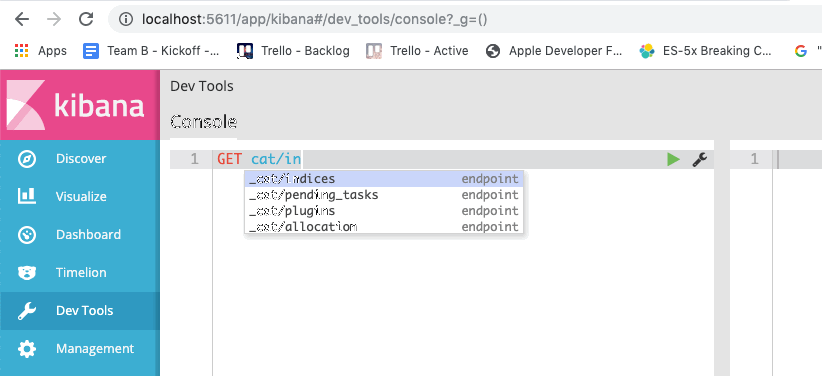 localhost:5611/app/kibana#/dev_tools/console?_g=()
Apps Team B - Kickoff -... Trello - Backlog Trello - Active Apple Developer F... ES-5x Breaking C... "
kibana
Dev Tools
Console
Discover
Visualize
Dashboard
Timelion
Dev Tools
Management
1 GET cat/in
_cat/indices endpoint
_cat/pending_tasks endpoint
_cat/plugins endpoint
_cat/allocation endpoint
1